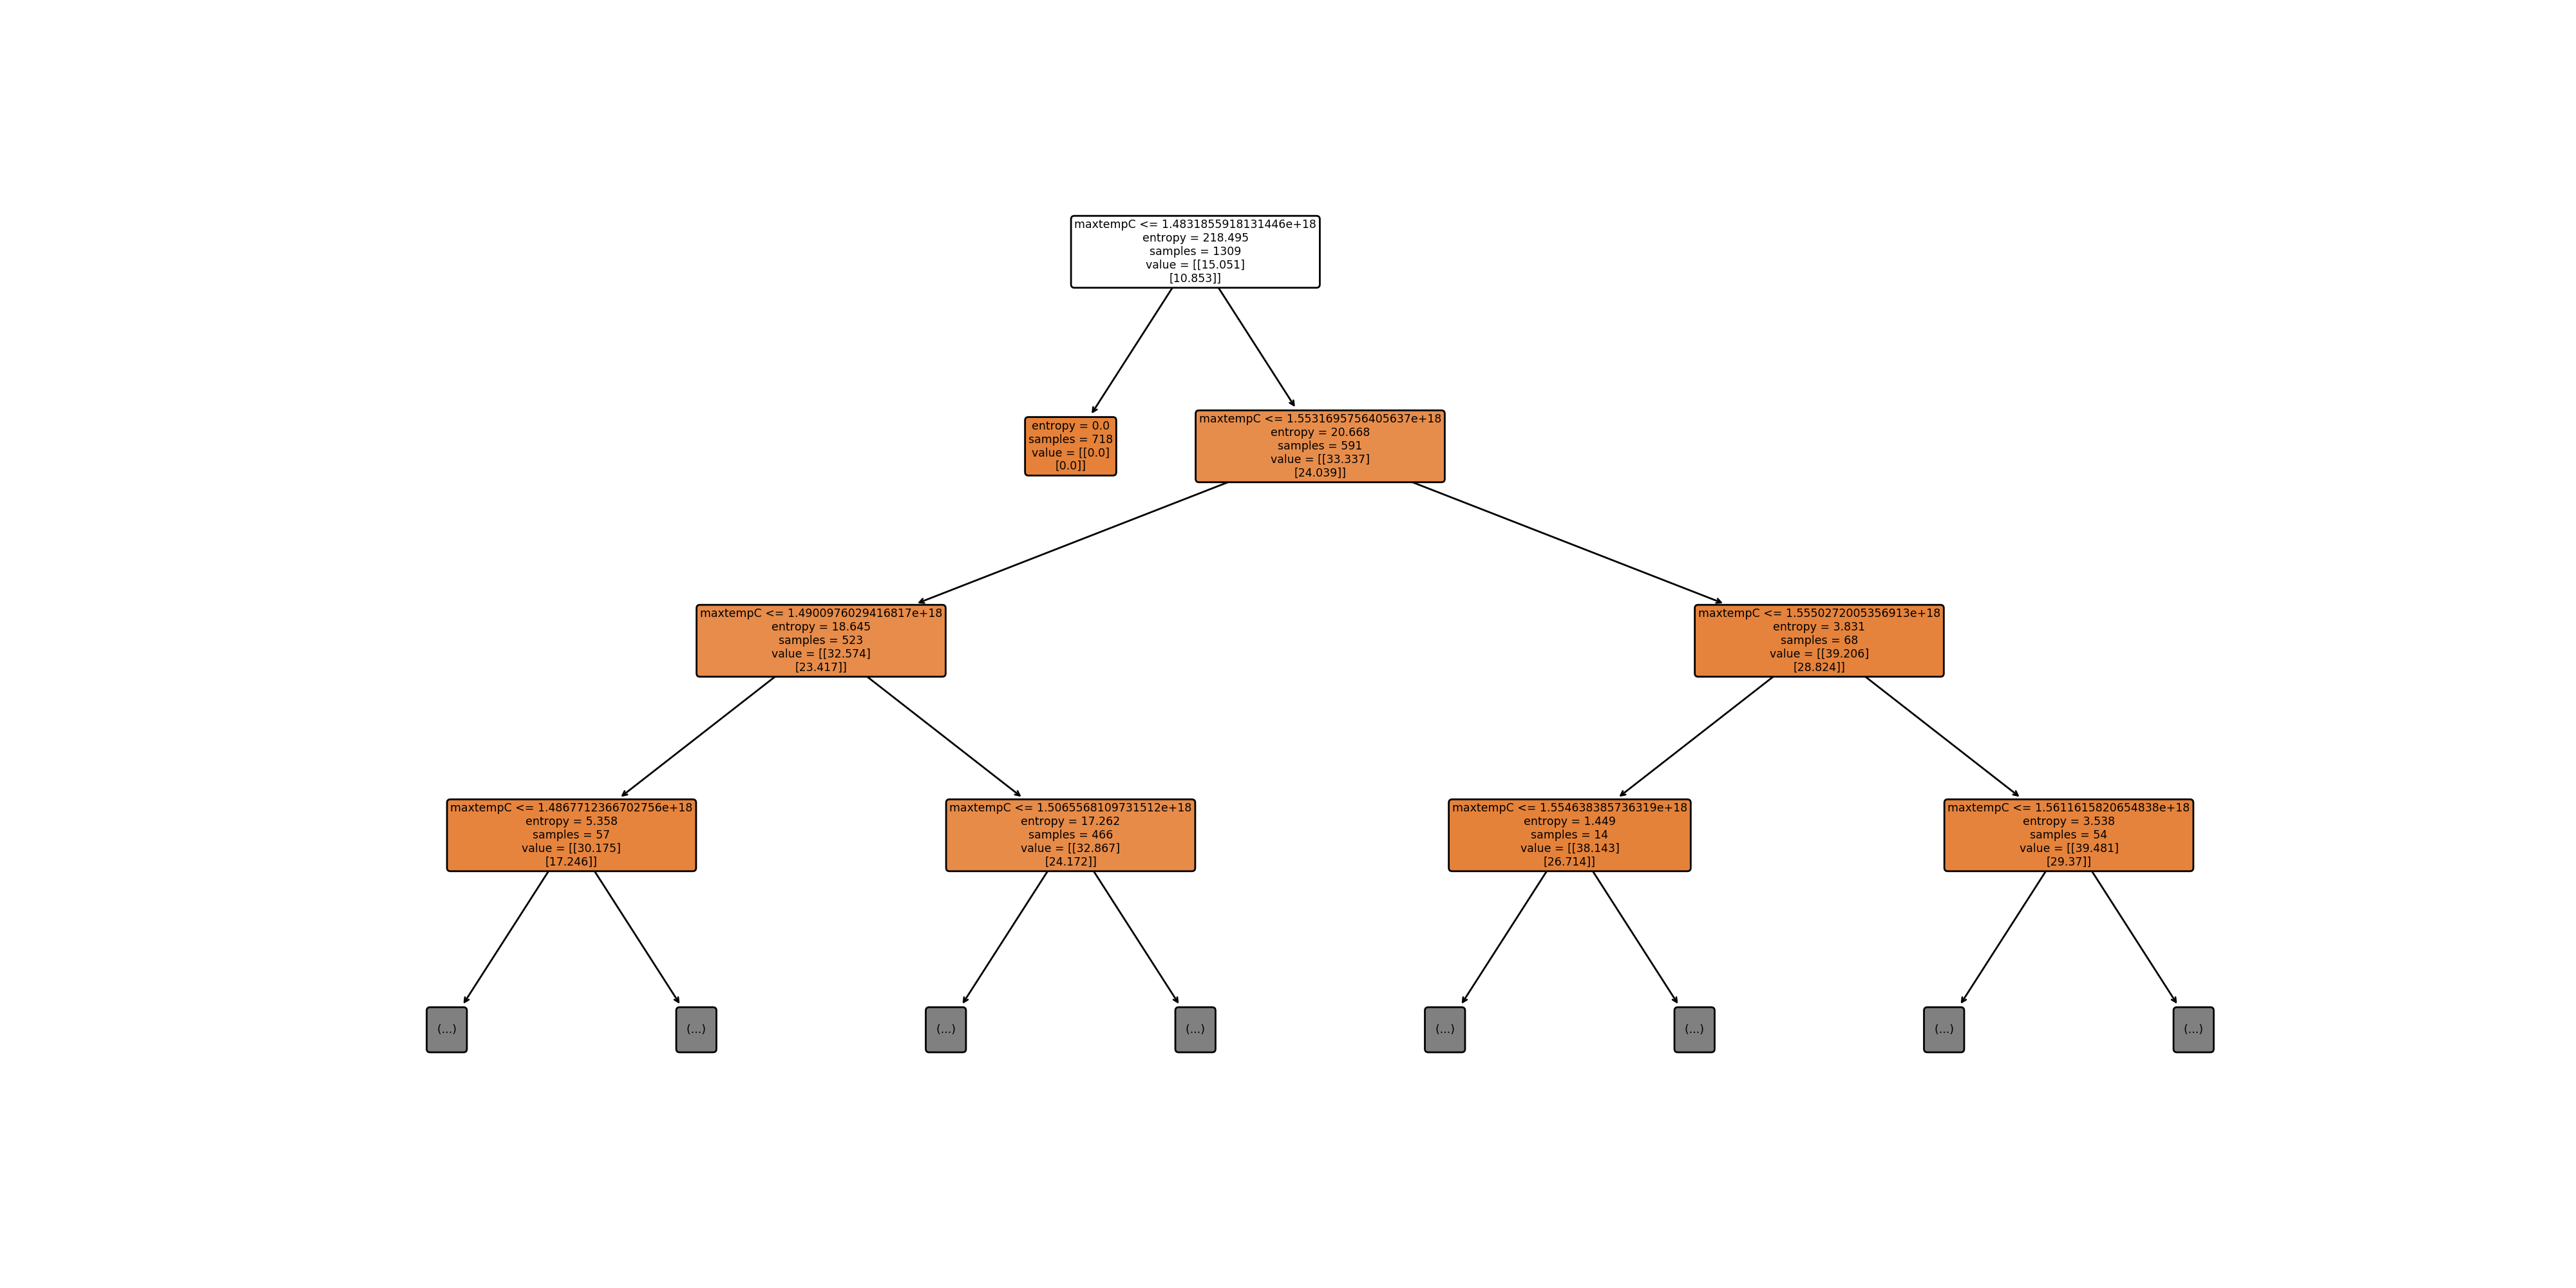 maxtempC <= 1.4831855918131446e+18
entropy = 218.495
samples = 1309
value = [[15.051]
[10.853]]
entropy = 0.0
samples = 718
value = [[0.0]
[0.0]]
maxtempC <= 1.5531695756405637e+18
entropy = 20.668
samples = 591
value = [[33.337]
[24.039]]
maxtempC <= 1.4900976029416817e+18
entropy = 18.645
samples = 523
value = [[32.574]
[23.417]]
maxtempC <= 1.5550272005356913e+18
entropy = 3.831
samples = 68
value = [[39.206]
[28.824]]
maxtempC <= 1.4867712366702756e+18
entropy = 5.358
samples = 57
value = [[30.175]
[17.246]]
maxtempC <= 1.5065568109731512e+18
entropy = 17.262
samples = 466
value = [[32.867]
[24.172]]
maxtempC <= 1.554638385736319e+18
entropy = 1.449
samples = 14
value = [[38.143]
[26.714]]
maxtempC <= 1.5611615820654838e+18
entropy = 3.538
samples = 54
value = [[39.481]
[29.37]]
(...)
(...)
(...)
(...)
(...)
(...)
(...)
(...)